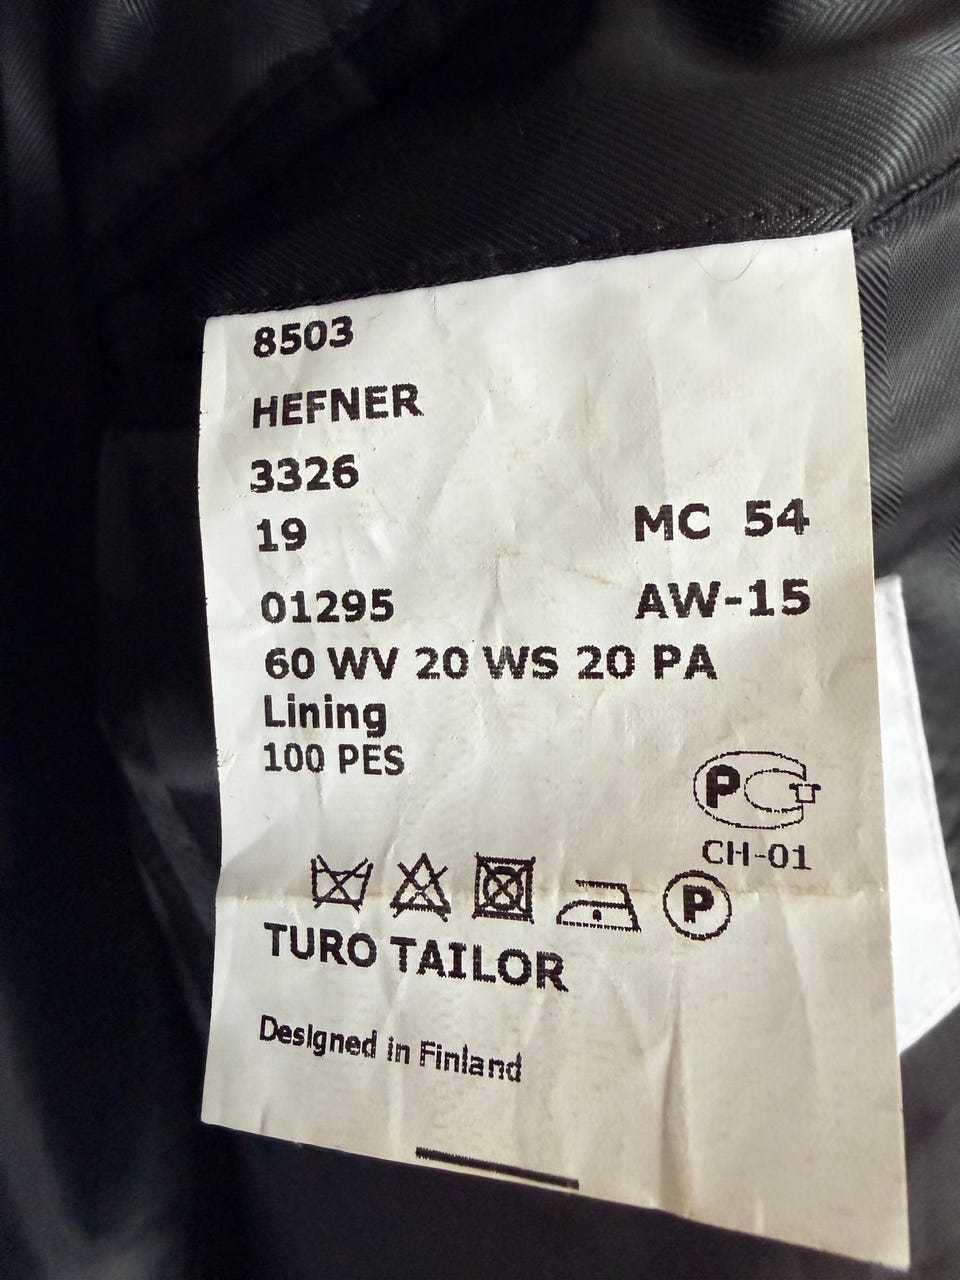 8503
HEFNER
3326
19 MC 54
01295 AW-15
60 WV 20 WS 20 PA
Lining
100 PES
PC
CH-01
P
TURO TAILOR
Designed in Finland